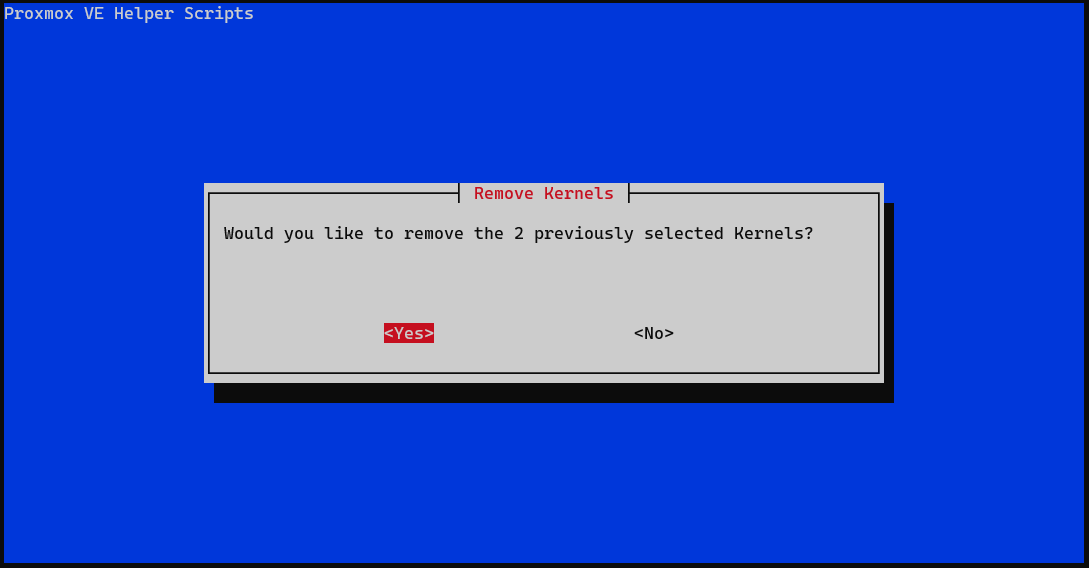 Proxmox VE Helper Scripts
Remove Kernels
Would you like to remove the 2 previously selected Kernels?
<Yes> <No>